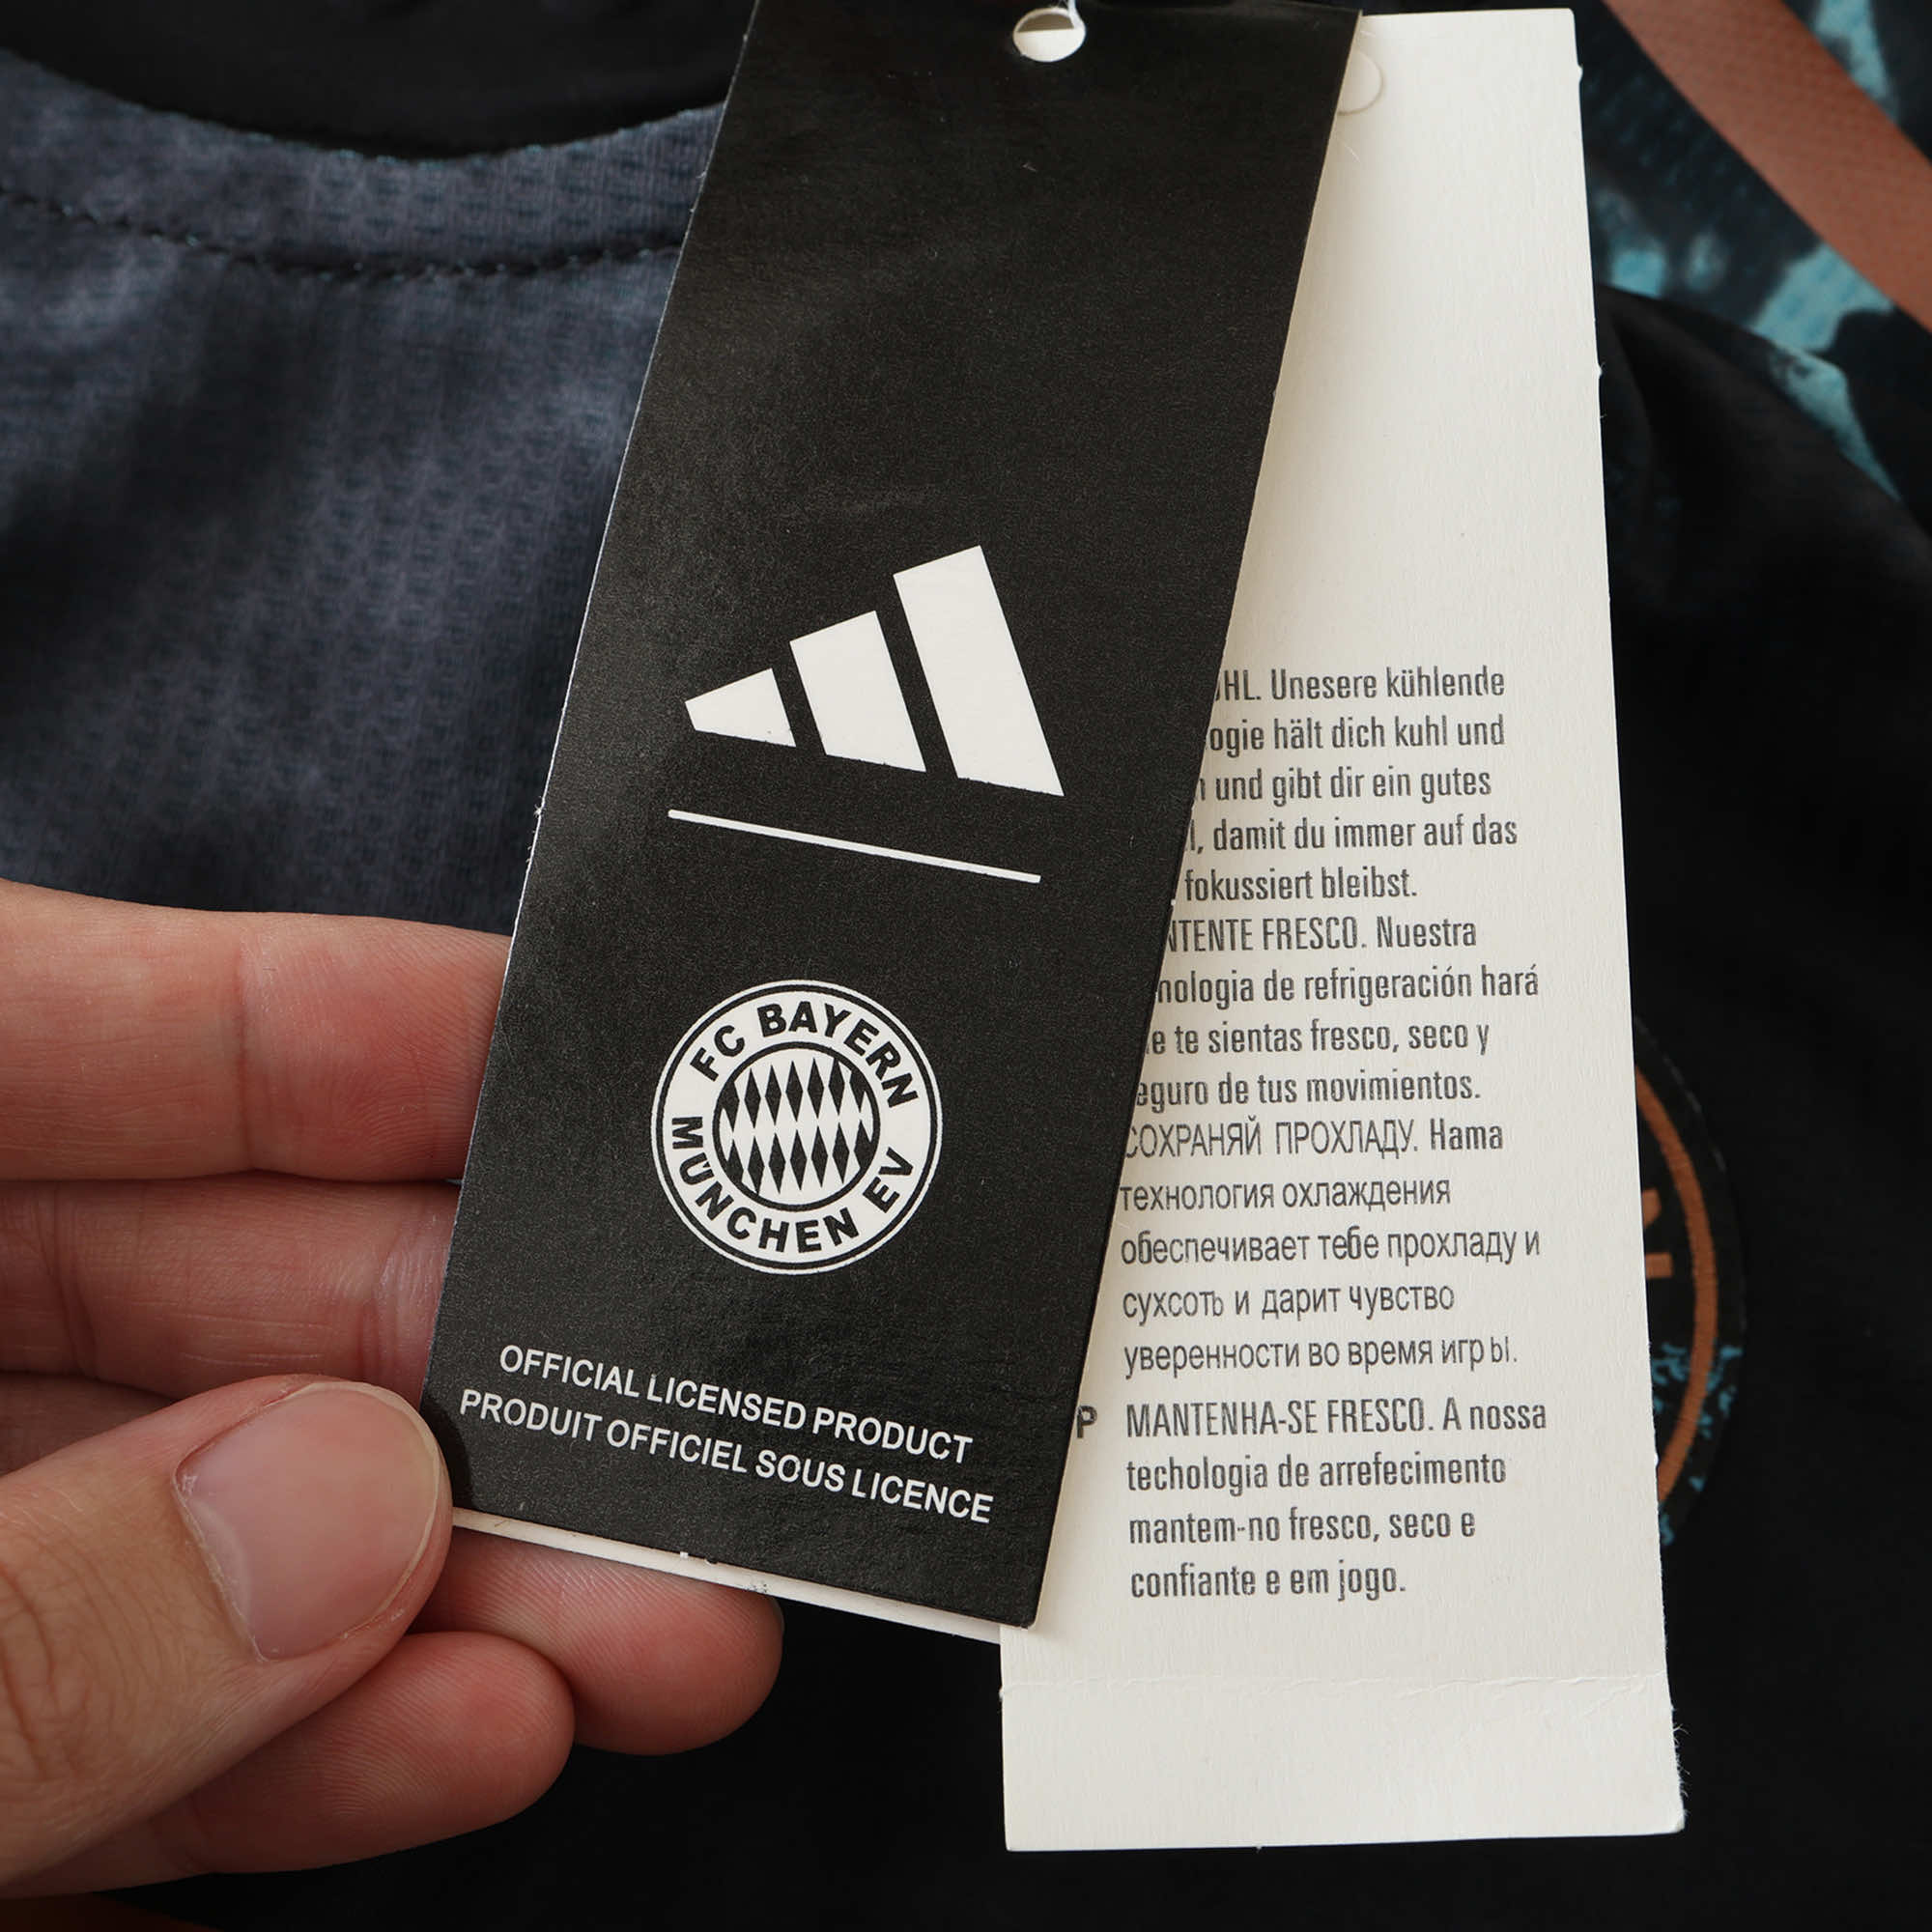 FC BAYERN
MÜNCHEN EV
OFFICIAL LICENSED PRODUCT
PRODUIT OFFICIEL SOUS LICENCE
HL. Unesere kühlende
ogie hält dich kuhl und
und gibt dir ein gutes
, damit du immer auf das
fokussiert bleibst.
NTENTE FRESCO. Nuestra
nologia de refrigeración hará
e te sientas fresco, seco y
eguro de tus movimientos.
СОХРАНЯЙ ПРОХЛАДУ. Hama
технология охлаждения
обеспечивает тебе прохладу и
сухсоть и дарит чувство
уверенности во время игры.
P MANTENHA-SE FRESCO. A nossa
techologia de arrefecimento
mantem-no fresco, seco e
confiante e em jogo.